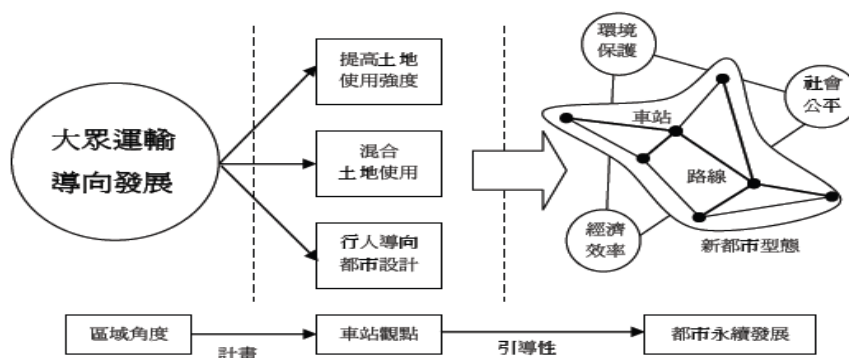 大眾運輸
導向發展
提高土地
使用強度
混合
土地使用
行人導向
都市設計
環境
保護
社會
公平
車站
路線
經濟
效率
新都市型態
區域角度
計畫
車站觀點
引導性
都市永續發展